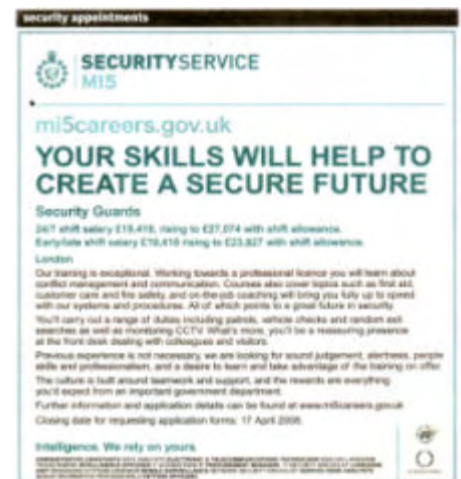 security appointments
SECURITYSERVICE
MI5
mi5careers.gov.uk
YOUR SKILLS WILL HELP TO
CREATE A SECURE FUTURE
Security Guards
24/7 shift salary £19,418, rising to £27,074 with shift allowance.
Early/late shift salary £19,418 rising to £23,827 with shift allowance.
London
Our training is exceptional. Working towards a professional licence you will learn about
conflict management and communication. Courses also cover topics such as first aid,
customer care and fire safety, and on-the-job coaching will bring you fully up to speed
with our systems and procedures. All of which points to a great future in security.
You'll carry out a range of duties including patrols, vehicle checks and random exit
searches as well as monitoring CCTV. What's more, you'll be a reassuring presence
at the front desk dealing with colleagues and visitors.
Previous experience is not necessary, we are looking for sound judgement, alertness, people
skills and professionalism, and a desire to learn and take advantage of the training on offer.
The culture is built around teamwork and support, and the rewards are everything
you'd expect from an important government department.
Further information and application details can be found at www.mi5careers.gov.uk
Closing date for requesting application forms: 17 April 2008.
Intelligence. We rely on yours.